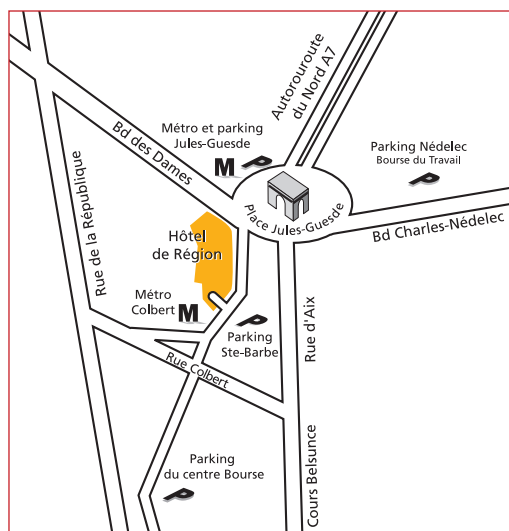 Autorouroute
du Nord A7
Métro et parking
Jules-Guesde
M P
Parking Nédelec
Bourse du Travail
P
Bd des Dames
Rue de la République
Place Jules-Guesde
Bd Charles-Nédelec
Hôtel
de Région
Métro
Colbert
M
P
Parking
Ste-Barbe
Rue d'Aix
Rue Colbert
Parking
du centre Bourse
P
Cours Belsunce